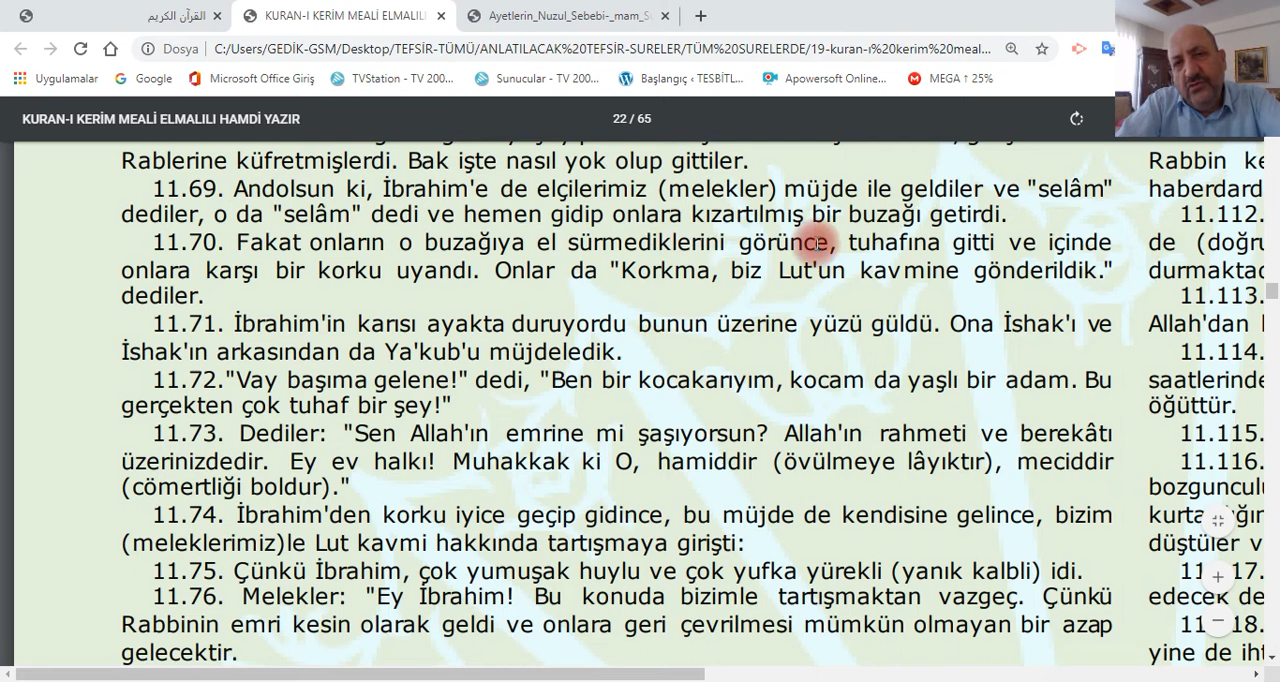 القرآن الكريم
KURAN-I KERİM MEALİ ELMALILI
Ayetlerin_Nuzul_Sebebi-_mam_S
Dosya
C:/Users/GEDİK-GSM/Desktop/TEFSİR-TÜMÜ/ANLATILACAK%20TEFSİR-SURELER/TÜM%20SURELERDE/19-kuran-ı%20kerim%20meal...
Uygulamalar
Google
Microsoft Office Giriş
TVStation - TV 200...
Sunucular - TV 200...
Başlangıç ‹ TESBİTL...
Apowersoft Online...
MEGA ↑ 25%
KURAN-I KERİM MEALİ ELMALILI HAMDİ YAZIR
22 / 65
Rablerine küfretmişlerdi. Bak işte nasıl yok olup gittiler.
11.69. Andolsun ki, İbrahim'e de elçilerimiz (melekler) müjde ile geldiler ve "selâm"
dediler, o da "selâm" dedi ve hemen gidip onlara kızartılmış bir buzağı getirdi.
11.70. Fakat onların o buzağıya el sürmediklerini görünce, tuhafına gitti ve içinde
onlara karşı bir korku uyandı. Onlar da "Korkma, biz Lut'un kavmine gönderildik."
dediler.
11.71. İbrahim'in karısı ayakta duruyordu bunun üzerine yüzü güldü. Ona İshak'ı ve
İshak'ın arkasından da Ya'kub'u müjdeledik.
11.72."Vay başıma gelene!" dedi, "Ben bir kocakarıyım, kocam da yaşlı bir adam. Bu
gerçekten çok tuhaf bir şey!"
11.73. Dediler: "Sen Allah'ın emrine mi şaşıyorsun? Allah'ın rahmeti ve berekâtı
üzerinizdedir. Ey ev halkı! Muhakkak ki O, hamiddir (övülmeye lâyıktır), meciddir
(cömertliği boldur)."
11.74. İbrahim'den korku iyice geçip gidince, bu müjde de kendisine gelince, bizim
(meleklerimiz)le Lut kavmi hakkında tartışmaya girişti:
11.75. Çünkü İbrahim, çok yumuşak huylu ve çok yufka yürekli (yanık kalbli) idi.
11.76. Melekler: "Ey İbrahim! Bu konuda bizimle tartışmaktan vazgeç. Çünkü
Rabbinin emri kesin olarak geldi ve onlara geri çevrilmesi mümkün olmayan bir azap
gelecektir.
Rabbin ke
haberdard
11.112.
de (doğru
durmaktad
11.113.
Allah'dan
11.114.
saatlerinde
öğüttür.
11.115.
11.116.
bozguncul
düştüler v
edecek de
yine de iht